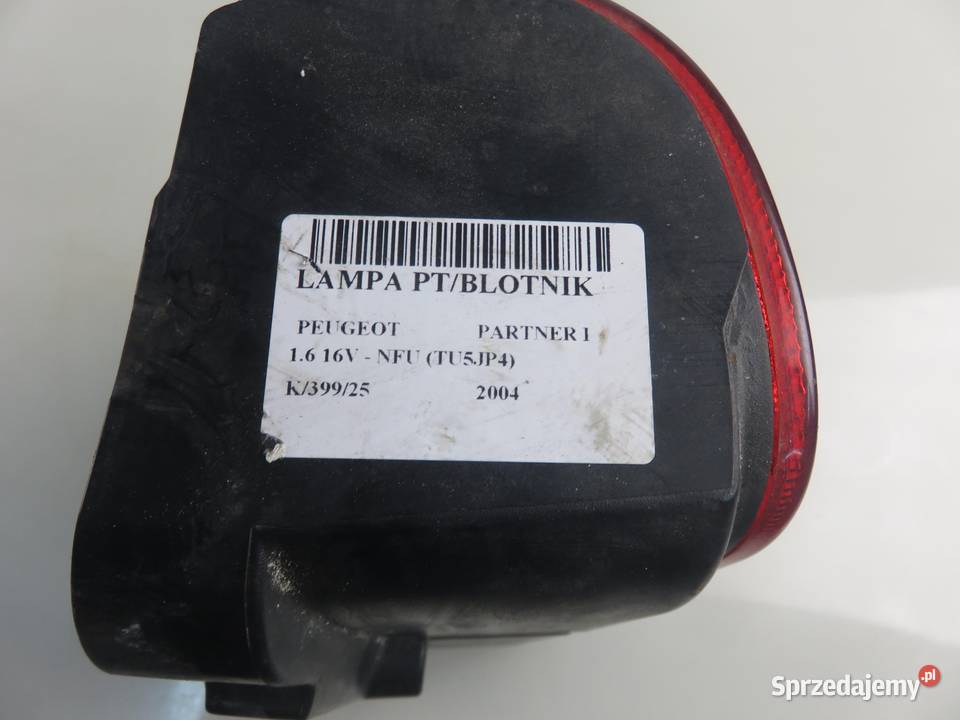 LAMPA PT/BLOTNIK
PEUGEOT PARTNER I
1.6 16V - NFU (TU5JP4)
K/399/25 2004
Sprzedajemy.pl